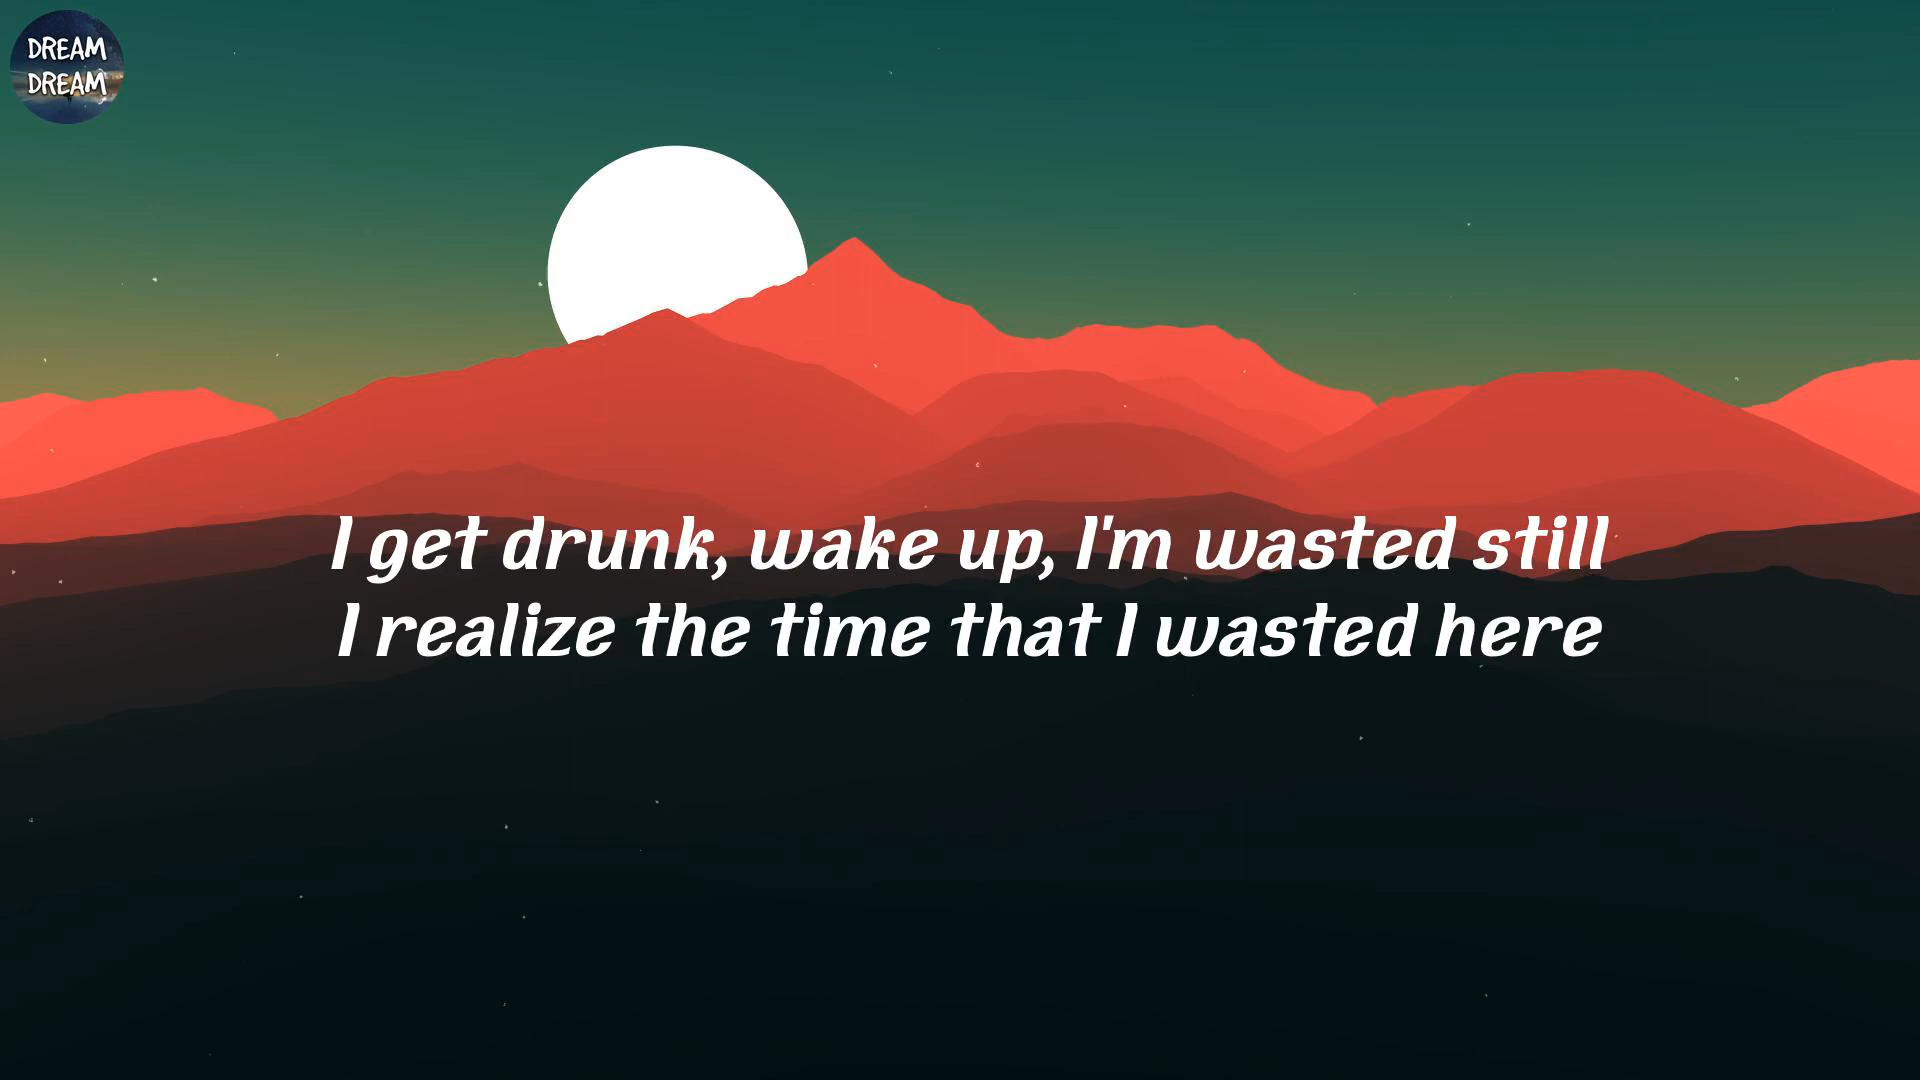 DREAM
DREAM
I get drunk, wake up, I'm wasted still
I realize the time that I wasted here